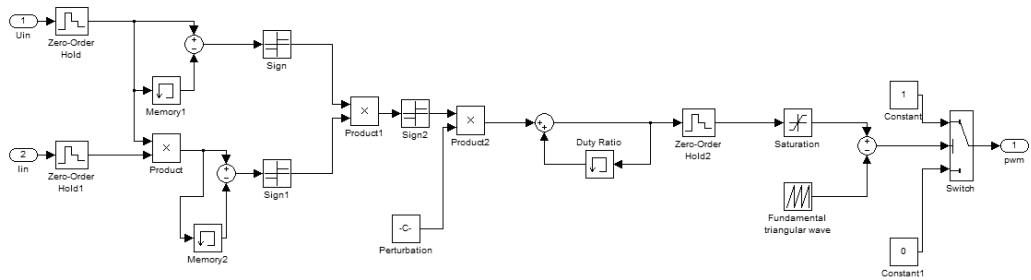 1
Uin
Zero-Order
Hold
+
−
Memory1
Sign
2
Iin
Zero-Order
Hold1
×
Product
+
−
Memory2
Sign1
×
Product1
Sign2
×
Product2
-C-
Perturbation
+
+
Duty Ratio
Zero-Order
Hold2
Saturation
Fundamental
triangular wave
+
−
1
Constant
0
Constant1
Switch
1
pwm